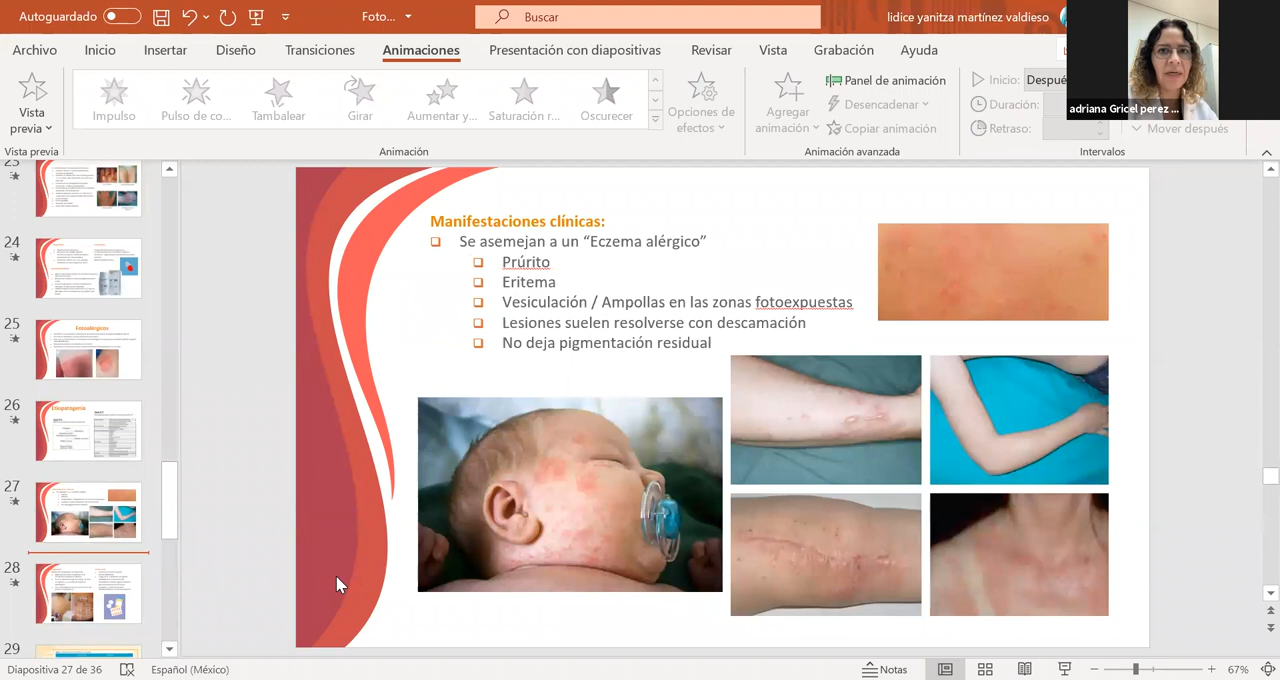 Autoguardado
Foto...
Buscar
lidice yanitza martínez valdieso
Archivo
Inicio
Insertar
Diseño
Transiciones
Animaciones
Presentación con diapositivas
Revisar
Vista
Grabación
Ayuda
adriana Gricel perez ...
Vista previa
Impulso
Pulso de co...
Tambalear
Girar
Aumentar y...
Saturación r...
Oscurecer
Opciones de efectos
Agregar animación
Panel de animación
Desencadenar
Copiar animación
Inicio:
Despué
Duración:
Retraso:
Mover después
Vista previa
Animación
Animación avanzada
Intervalos
23
24
25
Fotoalérgicos
26
Etiopatogenia
27
28
29
Manifestaciones clínicas:
Se asemejan a un “Eczema alérgico”
Prúrito
Eritema
Vesiculación / Ampollas en las zonas fotoexpuestas
Lesiones suelen resolverse con descamación
No deja pigmentación residual
Diapositiva 27 de 36
Español (México)
Notas
67%